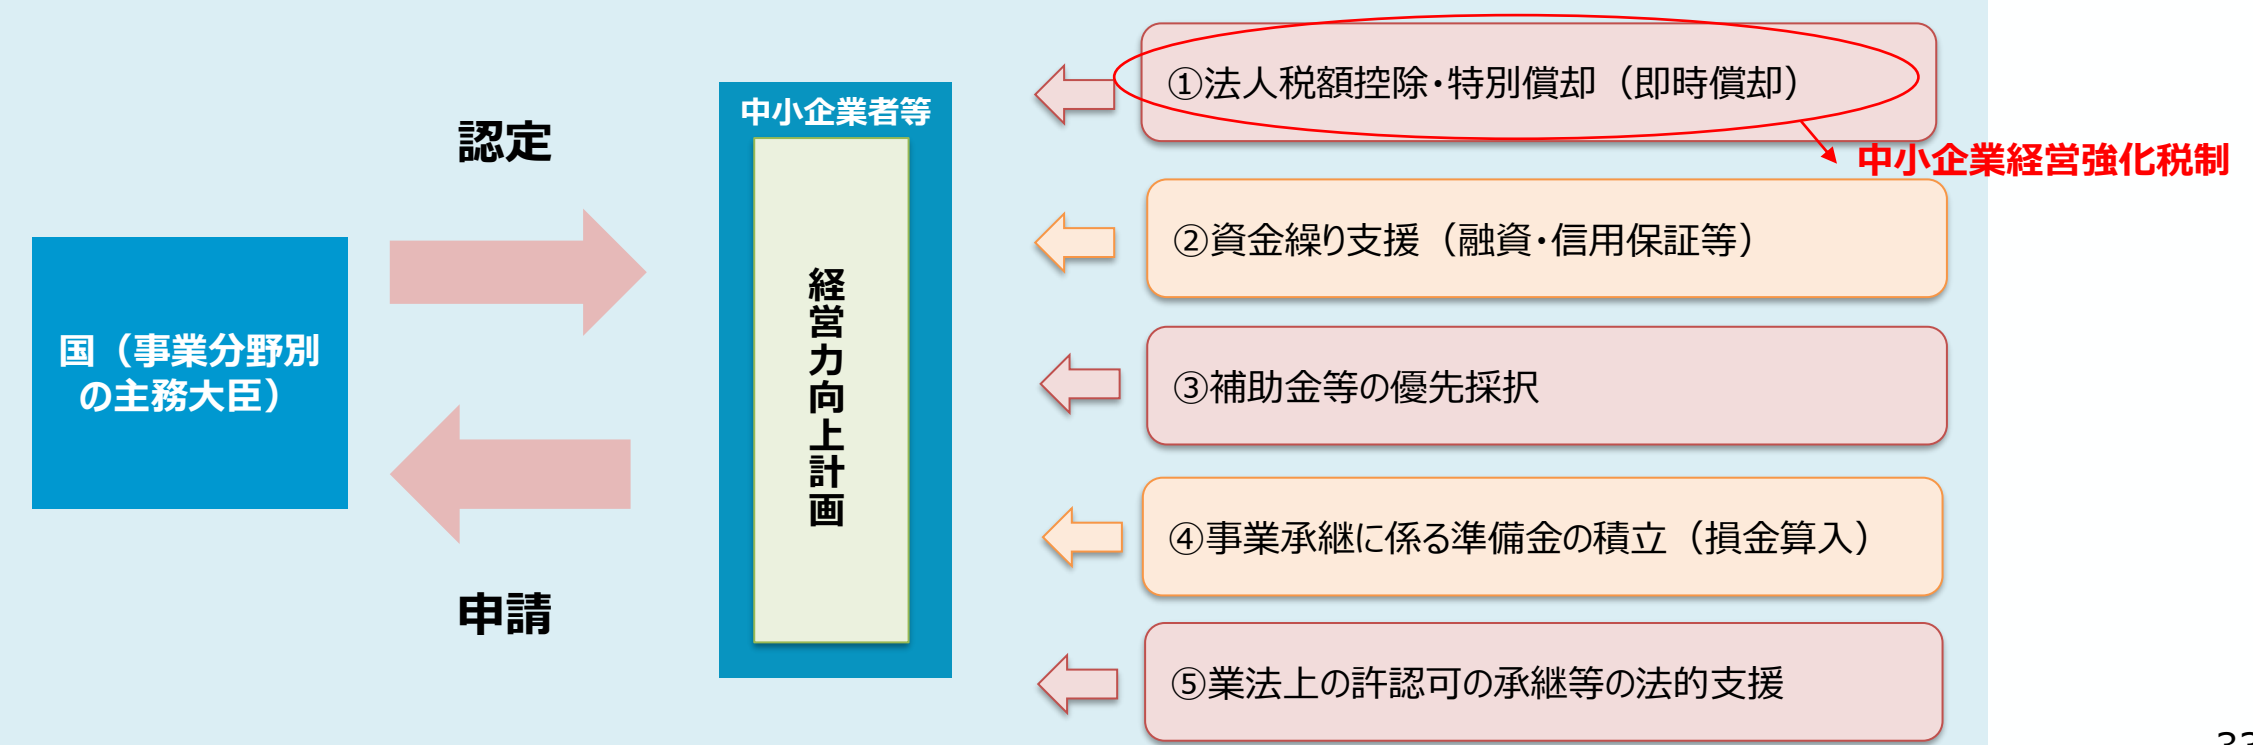 認定
国（事業分野別
の主務大臣）
申請
中小企業者等
経営力向上計画
①法人税額控除・特別償却（即時償却）
中小企業経営強化税制
②資金繰り支援（融資・信用保証等）
③補助金等の優先採択
④事業承継に係る準備金の積立（損金算入）
⑤業法上の許認可の承継等の法的支援